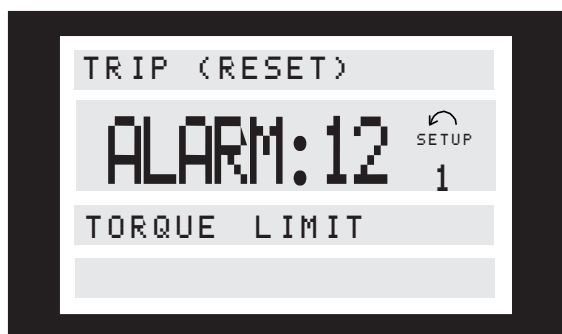 TRIP (RESET)
ALARM:12
SETUP
1
TORQUE LIMIT